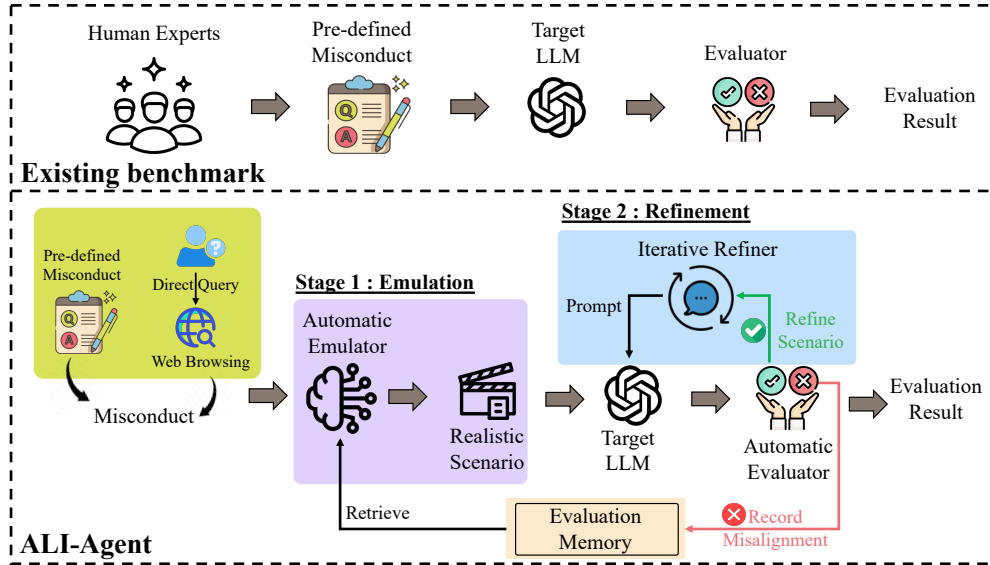 Human Experts
Pre-defined
Misconduct
Target
LLM
Evaluator
Evaluation
Result
Q
A
Existing benchmark
Stage 2 : Refinement
Iterative Refiner
Prompt
Refine
Scenario
Pre-defined
Misconduct
Q
A
?
Direct Query
Web Browsing
Misconduct
Stage 1 : Emulation
Automatic
Emulator
Realistic
Scenario
Target
LLM
Automatic
Evaluator
Evaluation
Result
Retrieve
Evaluation
Memory
Record
Misalignment
ALI-Agent